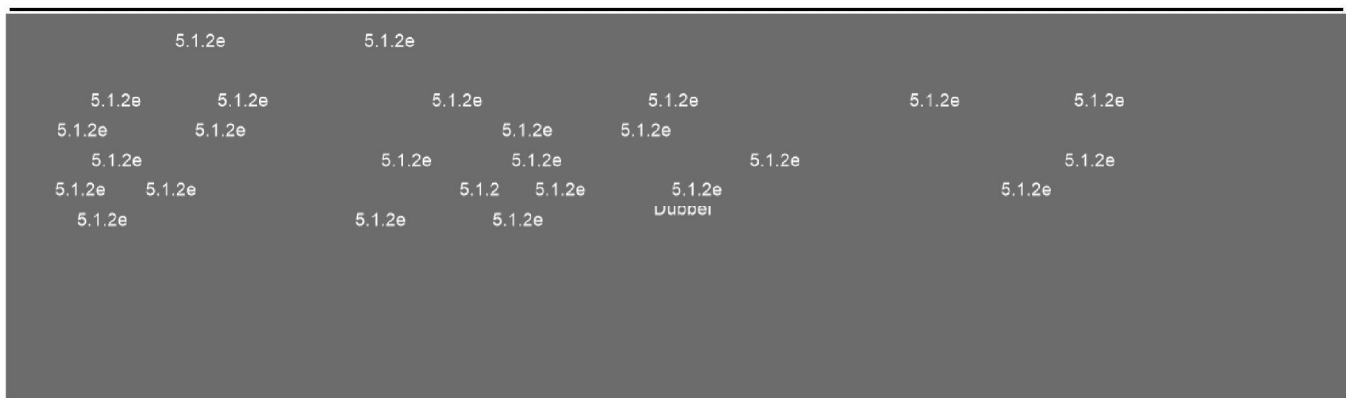 5.1.2e 5.1.2e
5.1.2e 5.1.2e 5.1.2e 5.1.2e 5.1.2e 5.1.2e
5.1.2e 5.1.2e 5.1.2e 5.1.2e
5.1.2e 5.1.2e 5.1.2e 5.1.2e 5.1.2e
5.1.2e 5.1.2e 5.1.2 5.1.2e 5.1.2e 5.1.2e
5.1.2e 5.1.2e 5.1.2e Dubbel